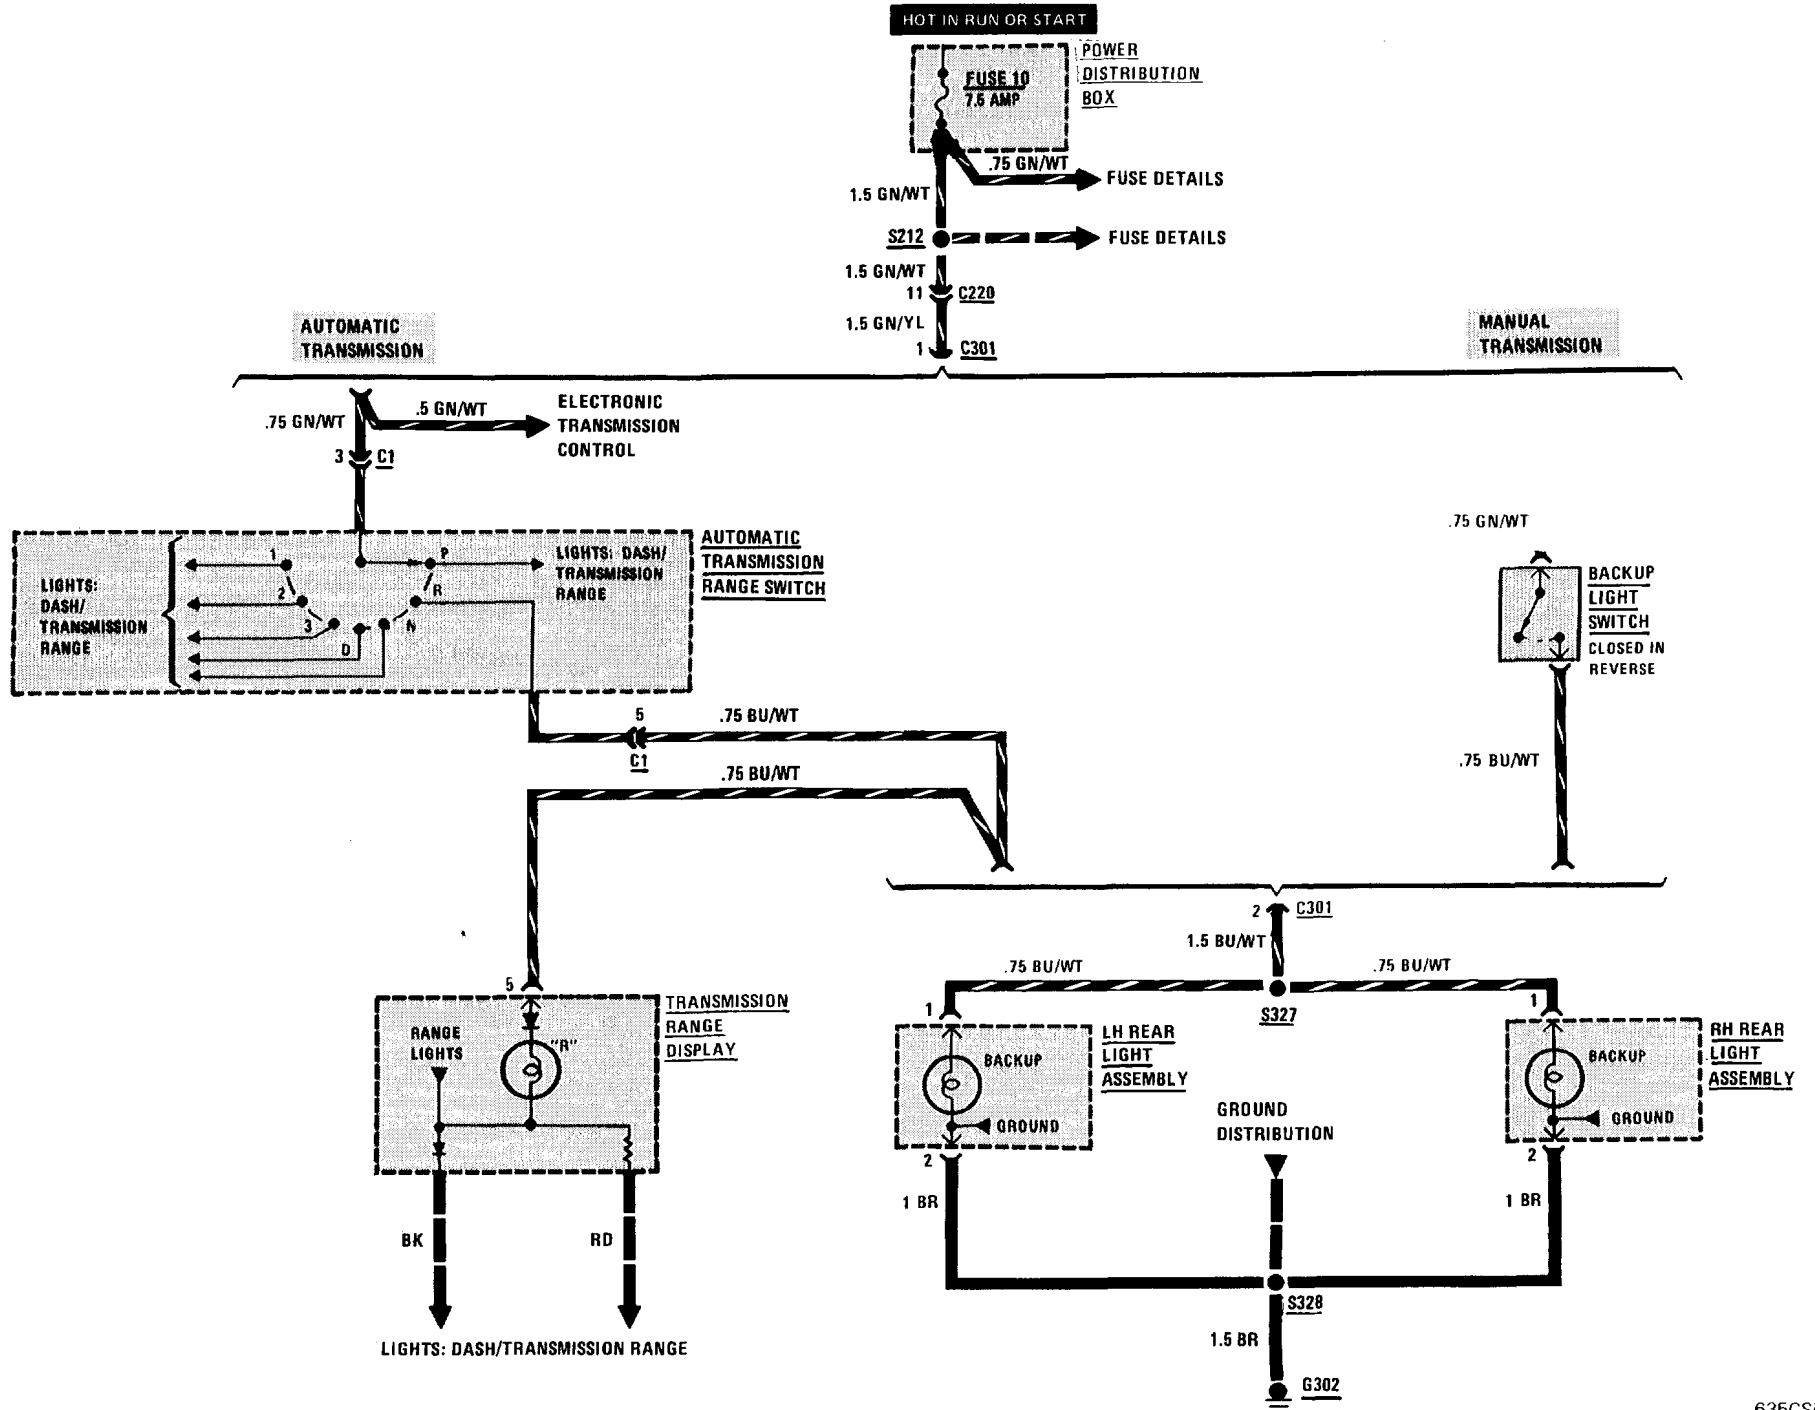 HOT IN RUN OR START
POWER
DISTRIBUTION
BOX
FUSE 10
7.5 AMP
.75 GN/WT
FUSE DETAILS
1.5 GN/WT
S212
FUSE DETAILS
1.5 GN/WT
11 C220
1.5 GN/YL
1 C301
AUTOMATIC
TRANSMISSION
MANUAL
TRANSMISSION
.75 GN/WT
.5 GN/WT
ELECTRONIC
TRANSMISSION
CONTROL
3 C1
LIGHTS:
DASH/
TRANSMISSION
RANGE
1
2
3
D
N
R
P
LIGHTS: DASH/
TRANSMISSION
RANGE
AUTOMATIC
TRANSMISSION
RANGE SWITCH
.75 GN/WT
BACKUP
LIGHT
SWITCH
CLOSED IN
REVERSE
5
C1
.75 BU/WT
.75 BU/WT
.75 BU/WT
2 C301
1.5 BU/WT
.75 BU/WT
.75 BU/WT
S327
5
TRANSMISSION
RANGE
DISPLAY
RANGE
LIGHTS
"R"
1
BACKUP
GROUND
LH REAR
LIGHT
ASSEMBLY
2
1 BR
1
BACKUP
GROUND
RH REAR
LIGHT
ASSEMBLY
2
1 BR
GROUND
DISTRIBUTION
BK
RD
LIGHTS: DASH/TRANSMISSION RANGE
S328
1.5 BR
G302